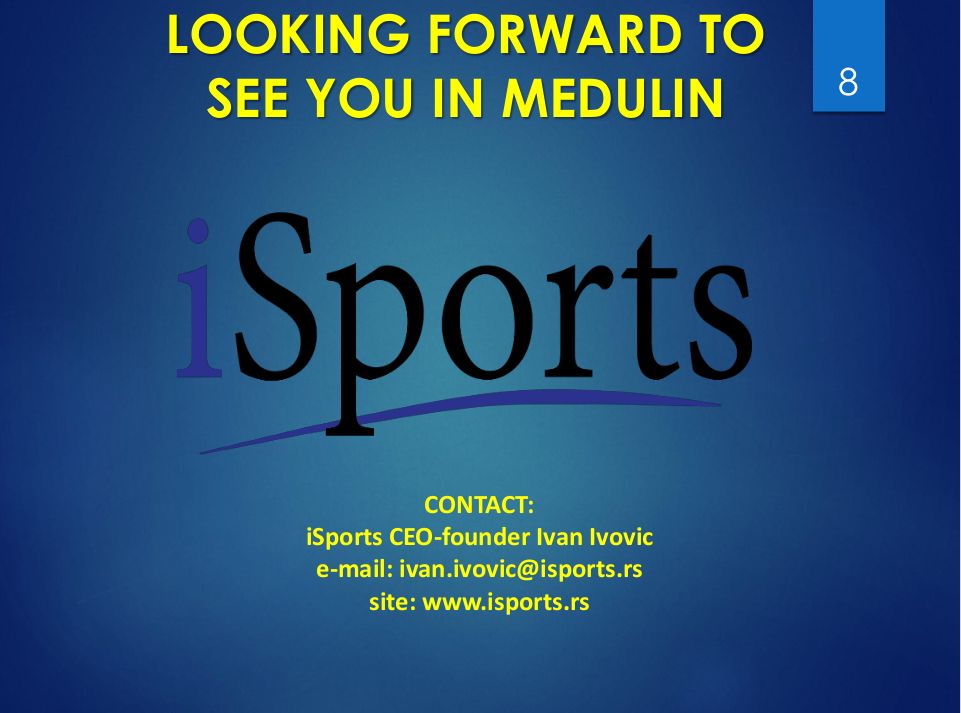 LOOKING FORWARD TO
SEE YOU IN MEDULIN
8
iSports
CONTACT:
iSports CEO-founder Ivan Ivovic
e-mail: ivan.ivovic@isports.rs
site: www.isports.rs